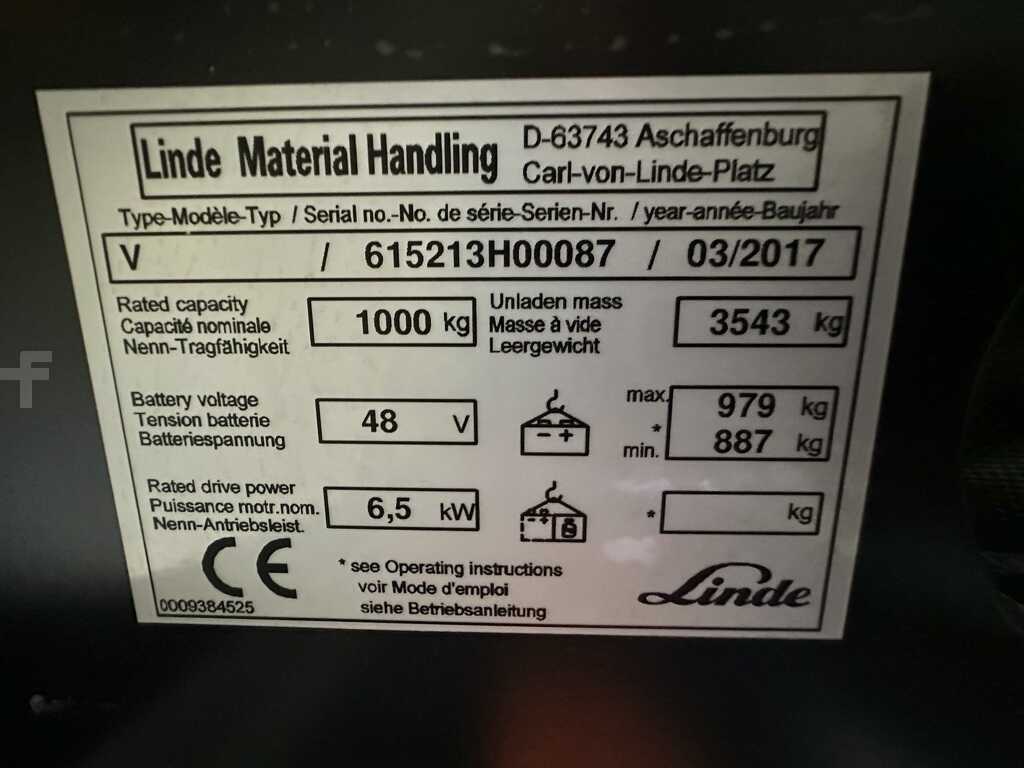 Linde Material Handling
D-63743 Aschaffenburg
Carl-von-Linde-Platz
Type-Modèle-Typ / Serial no.-No. de série-Serien-Nr. / year-année-Baujahr
V / 615213H00087 / 03/2017
Rated capacity
Capacité nominale
Nenn-Tragfähigkeit
1000 kg
Unladen mass
Masse à vide
Leergewicht
3543 kg
Battery voltage
Tension batterie
Batteriespannung
48 V
- +
max. 979 kg
*
min. 887 kg
Rated drive power
Puissance motr.nom.
Nenn-Antriebsleist.
6,5 kW
- +
* kg
CE
0009384525
* see Operating instructions
voir Mode d'emploi
siehe Betriebsanleitung
Linde
f